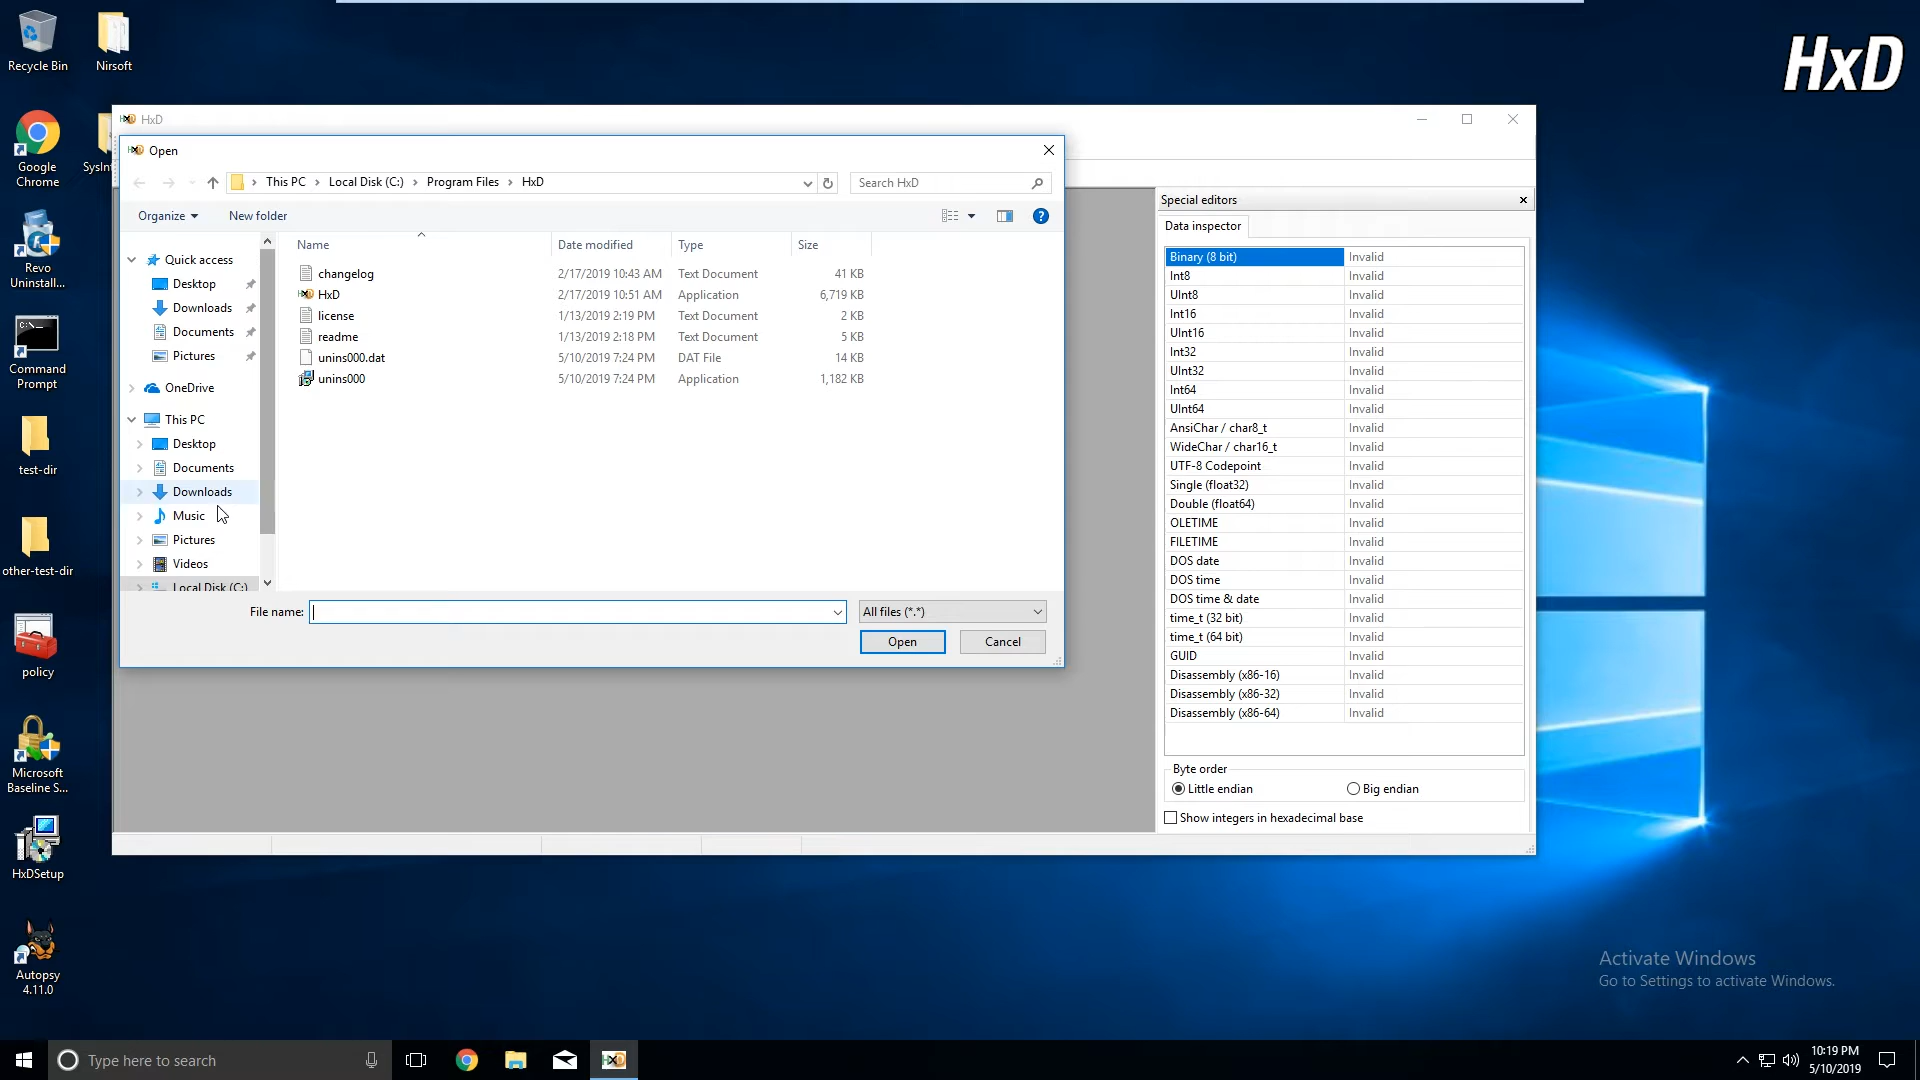 HxD
Recycle Bin
Nirsoft
Google
Chrome
SysInt
Revo
Uninstall...
Command
Prompt
test-dir
other-test-dir
policy
Microsoft
Baseline S...
HxDSetup
Autopsy
4.11.0
HxD
Open
This PC > Local Disk (C:) > Program Files > HxD
Search HxD
Organize
New folder
Quick access
Desktop
Downloads
Documents
Pictures
OneDrive
This PC
Desktop
Documents
Downloads
Music
Pictures
Videos
Local Disk (C:)
Name Date modified Type Size
changelog 2/17/2019 10:43 AM Text Document 41 KB
HxD 2/17/2019 10:51 AM Application 6,719 KB
license 1/13/2019 2:19 PM Text Document 2 KB
readme 1/13/2019 2:18 PM Text Document 5 KB
unins000.dat 5/10/2019 7:24 PM DAT File 14 KB
unins000 5/10/2019 7:24 PM Application 1,182 KB
File name:
All files (*.*)
Open
Cancel
Special editors
Data inspector
Binary (8 bit) Invalid
Int8 Invalid
UInt8 Invalid
Int16 Invalid
UInt16 Invalid
Int32 Invalid
UInt32 Invalid
Int64 Invalid
UInt64 Invalid
AnsiChar / char8_t Invalid
WideChar / char16_t Invalid
UTF-8 Codepoint Invalid
Single (float32) Invalid
Double (float64) Invalid
OLETIME Invalid
FILETIME Invalid
DOS date Invalid
DOS time Invalid
DOS time & date Invalid
time_t (32 bit) Invalid
time_t (64 bit) Invalid
GUID Invalid
Disassembly (x86-16) Invalid
Disassembly (x86-32) Invalid
Disassembly (x86-64) Invalid
Byte order
Little endian
Big endian
Show integers in hexadecimal base
Activate Windows
Go to Settings to activate Windows.
Type here to search
10:19 PM
5/10/2019